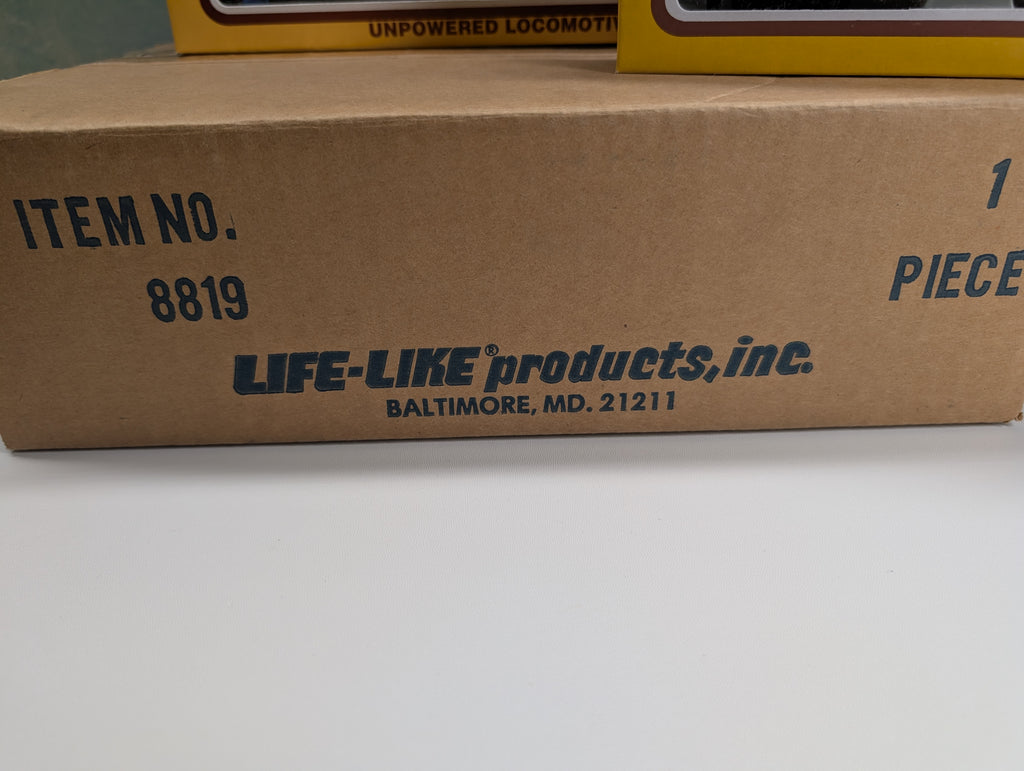 UNPOWERED LOCOMOTIV
ITEM NO.
8819
1
PIECE
LIFE-LIKE® products, inc.
BALTIMORE, MD. 21211